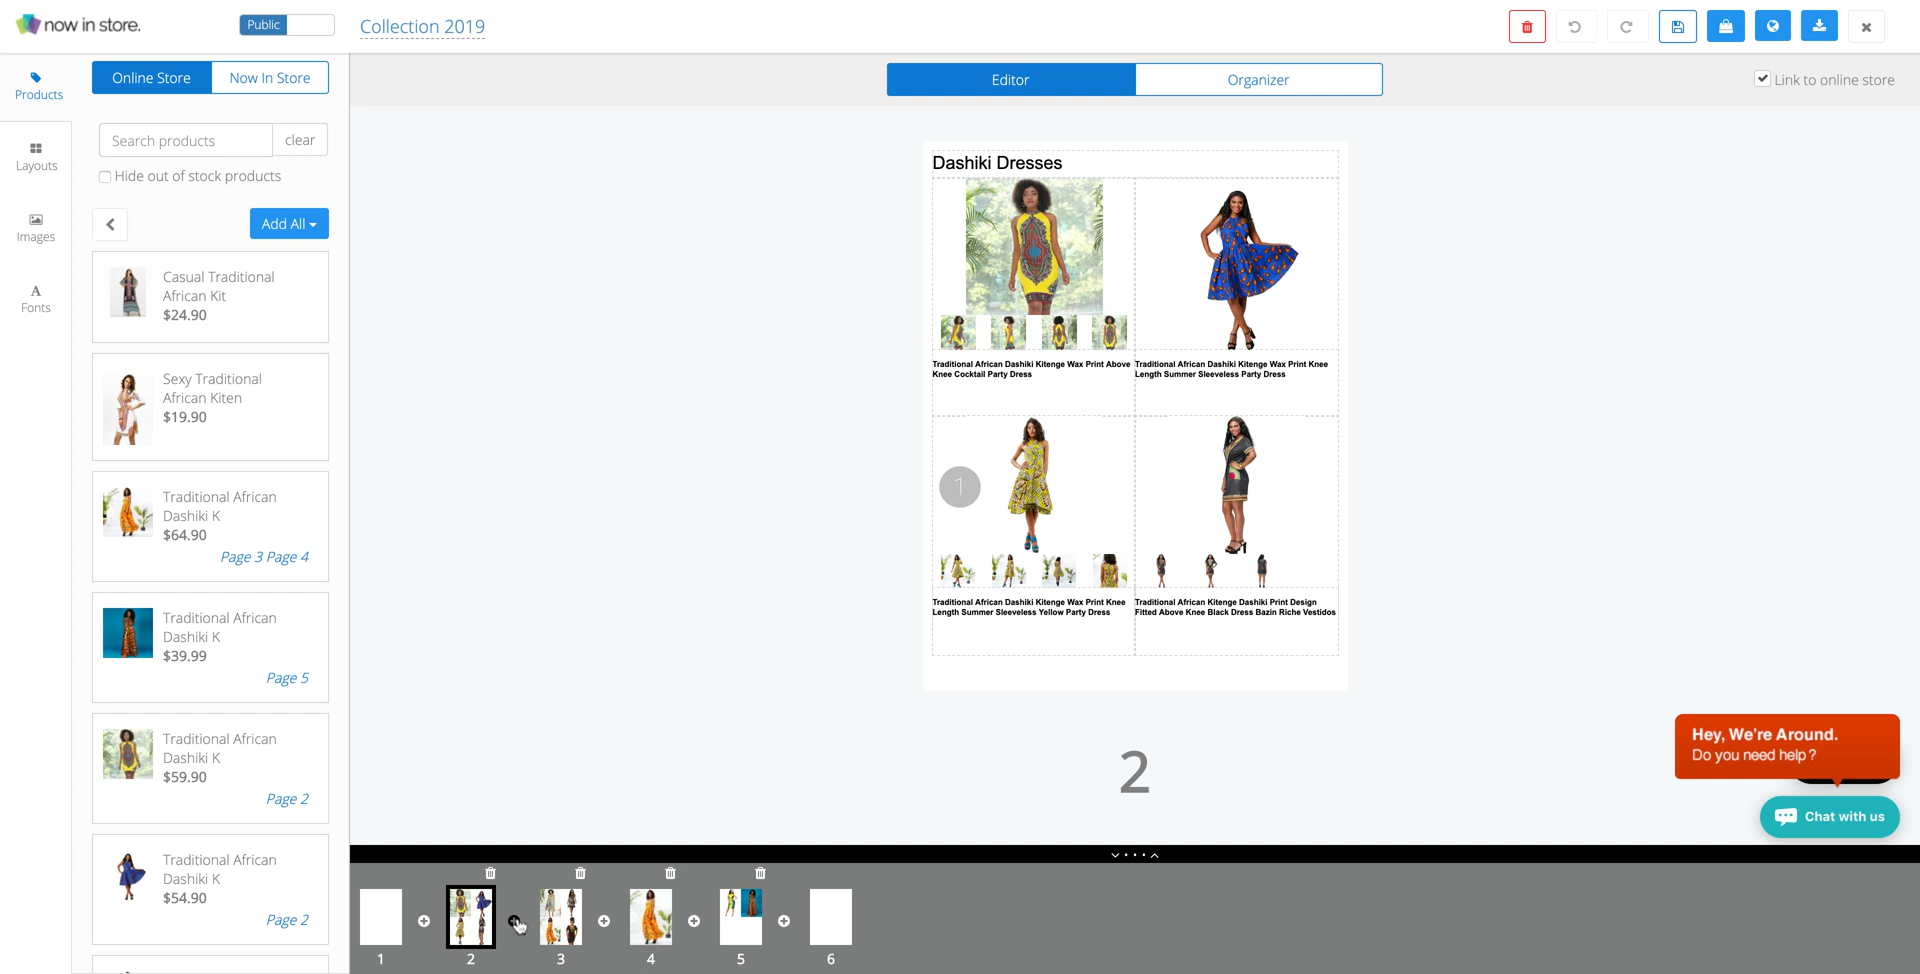 now in store.
Public
Collection 2019
Products
Online Store
Now In Store
Editor
Organizer
Link to online store
Search products
clear
Layouts
Hide out of stock products
Images
Add All
Fonts
Casual Traditional
African Kit
$24.90
Sexy Traditional
African Kiten
$19.90
Traditional African
Dashiki K
$64.90
Page 3 Page 4
Traditional African
Dashiki K
$39.99
Page 5
Traditional African
Dashiki K
$59.90
Page 2
Traditional African
Dashiki K
$54.90
Page 2
Dashiki Dresses
Traditional African Dashiki Kitenge Wax Print Above
Knee Cocktail Party Dress
Traditional African Dashiki Kitenge Wax Print Knee
Length Summer Sleeveless Party Dress
1
Traditional African Dashiki Kitenge Wax Print Knee
Length Summer Sleeveless Yellow Party Dress
Traditional African Kitenge Dashiki Print Design
Fitted Above Knee Black Dress Bazin Riche Vestidos
2
Hey, We're Around.
Do you need help?
Chat with us
1
2
3
4
5
6